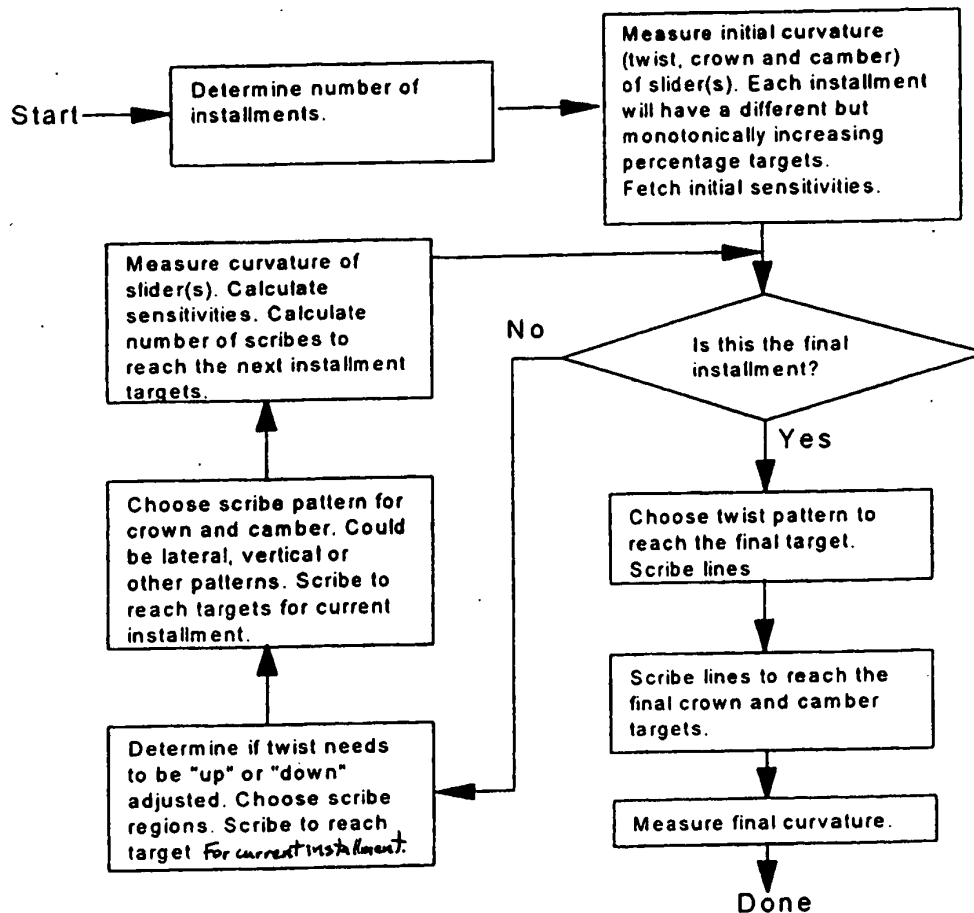 Start
Determine number of
installments.
Measure initial curvature
(twist, crown and camber)
of slider(s). Each installment
will have a different but
monotonically increasing
percentage targets.
Fetch initial sensitivities.
Is this the final
installment?
No
Yes
Determine if twist needs
to be "up" or "down"
adjusted. Choose scribe
regions. Scribe to reach
target For current installment.
Choose scribe pattern for
crown and camber. Could
be lateral, vertical or
other patterns. Scribe to
reach targets for current
installment.
Measure curvature of
slider(s). Calculate
sensitivities. Calculate
number of scribes to
reach the next installment
targets.
Choose twist pattern to
reach the final target.
Scribe lines
Scribe lines to reach the
final crown and camber
targets.
Measure final curvature.
Done